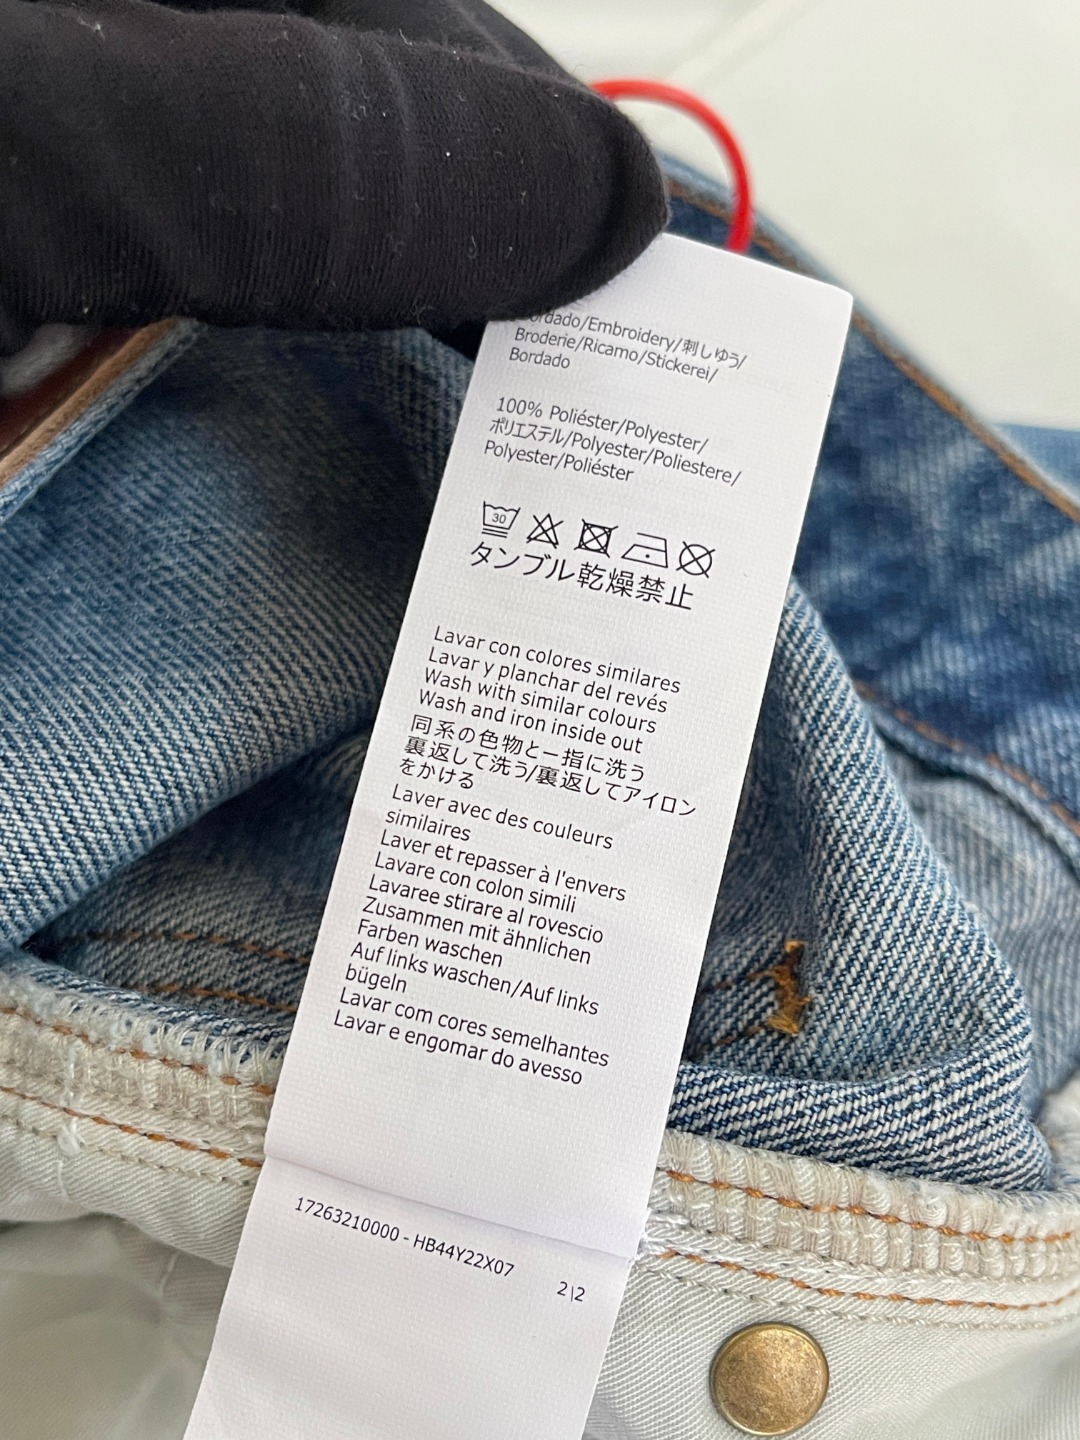 Bordado/Embroidery/刺しゅう/
Broderie/Ricamo/Stickerei/
Bordado
100% Poliéster/Polyester/
ポリエステル/Polyester/Poliestere/
Polyester/Poliéster
30
タンブル乾燥禁止
Lavar con colores similares
Lavar y planchar del revés
Wash with similar colours
Wash and iron inside out
同系の色物と一指に洗う
裏返して洗う/裏返してアイロン
をかける
Laver avec des couleurs
similaires
Laver et repasser à l'envers
Lavare con colon simili
Lavaree stirare al rovescio
Zusammen mit ähnlichen
Farben waschen
Auf links waschen/Auf links
bügeln
Lavar com cores semelhantes
Lavar e engomar do avesso
17263210000 - HB44Y22X07
2|2